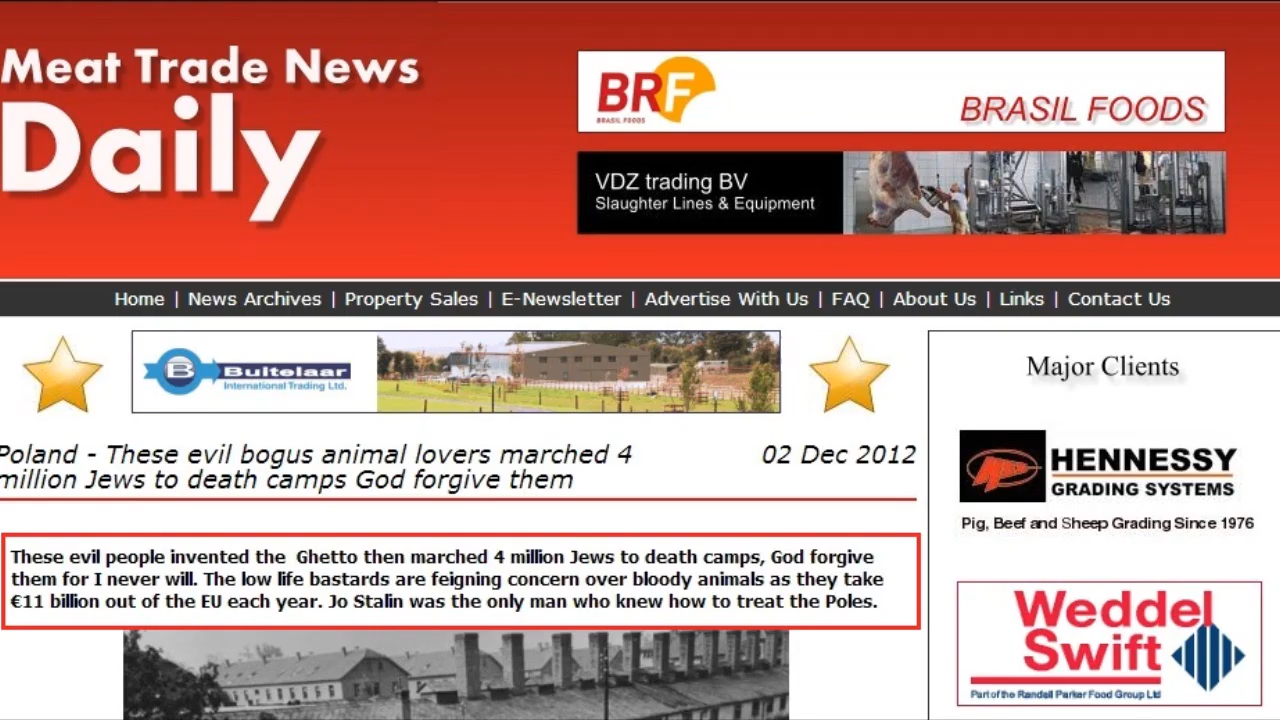 Meat Trade News
Daily
BRF
BRASIL FOODS
BRASIL FOODS
VDZ trading BV
Slaughter Lines & Equipment
Home | News Archives | Property Sales | E-Newsletter | Advertise With Us | FAQ | About Us | Links | Contact Us
B
Buitelaar
International Trading Ltd.
Poland - These evil bogus animal lovers marched 4
million Jews to death camps God forgive them
02 Dec 2012
These evil people invented the  Ghetto then marched 4 million Jews to death camps, God forgive
them for I never will. The low life bastards are feigning concern over bloody animals as they take
€11 billion out of the EU each year. Jo Stalin was the only man who knew how to treat the Poles.
Major Clients
HENNESSY
GRADING SYSTEMS
Pig, Beef and Sheep Grading Since 1976
Weddel
Swift
Part of the Randall Parker Food Group Ltd